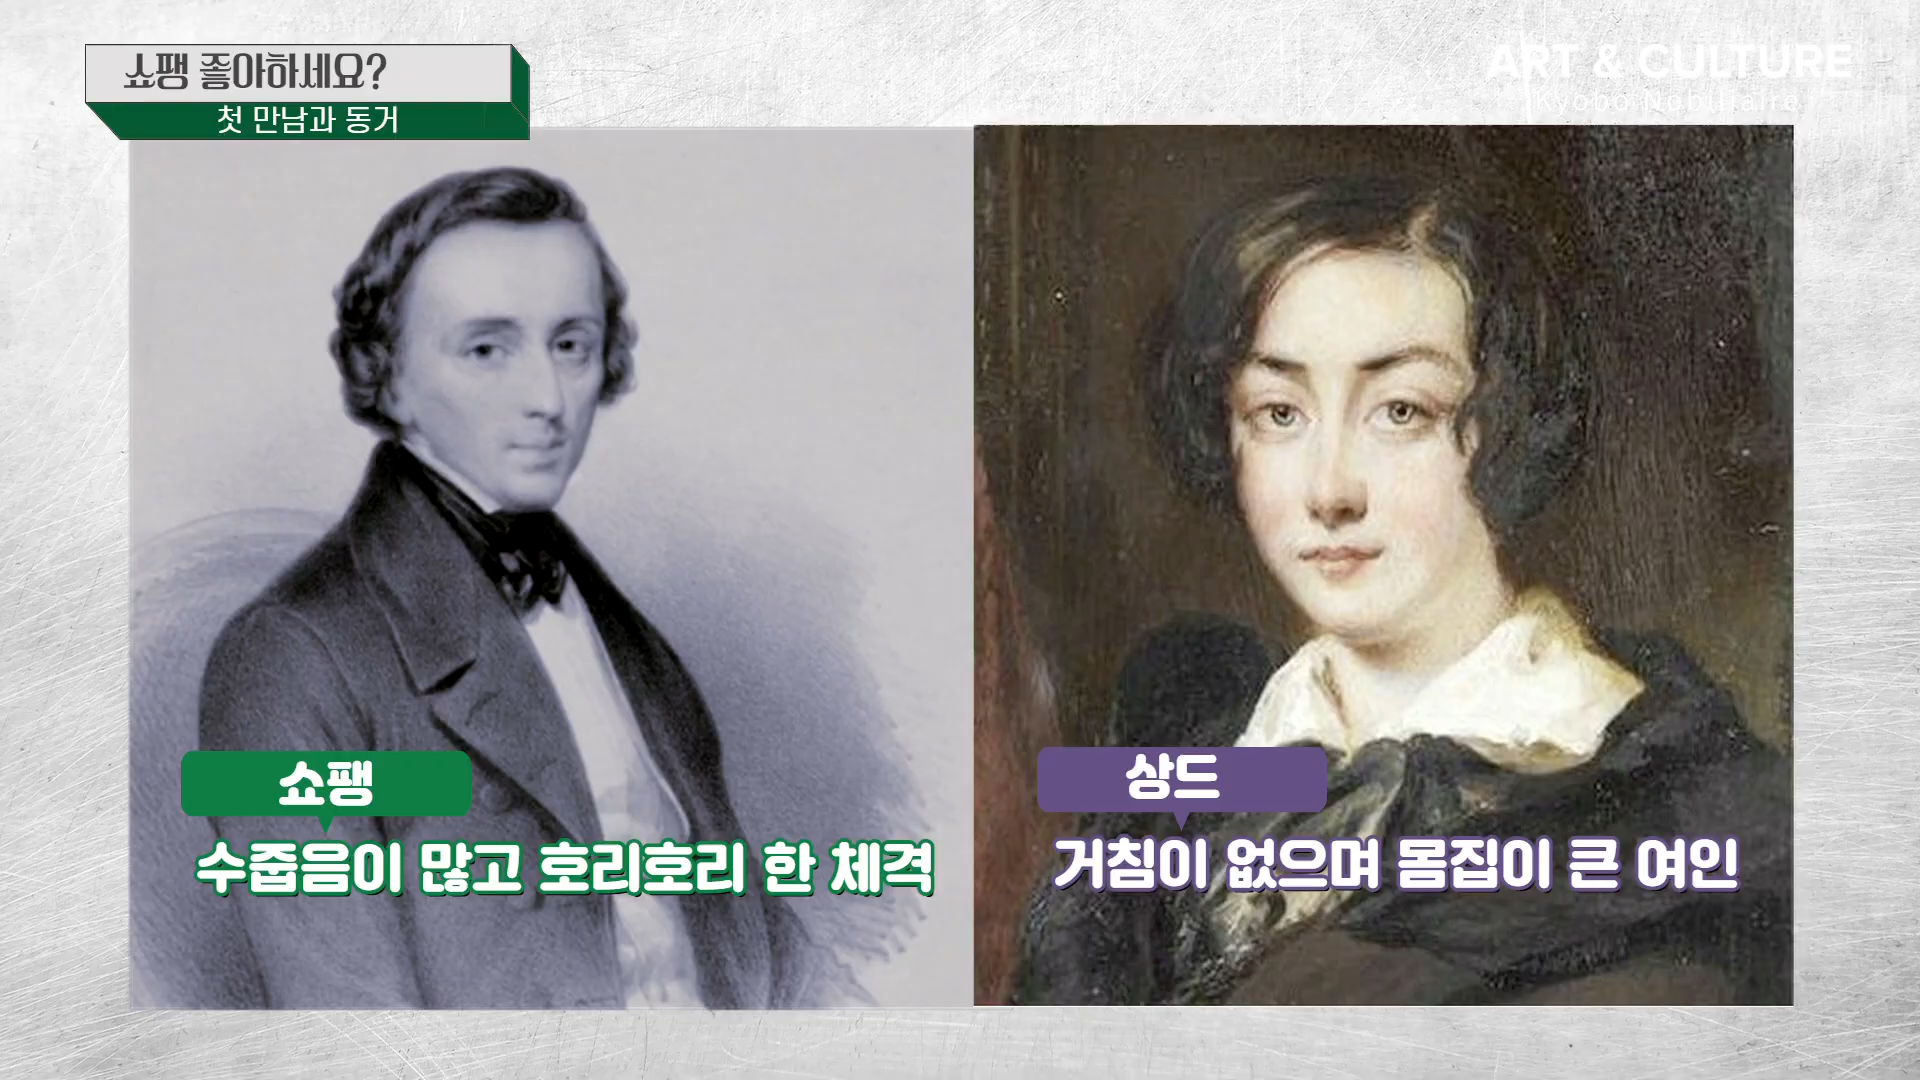 쇼팽 좋아하세요?
첫 만남과 동거
ART & CULTURE
Kyobo Nobiliaire
쇼팽
수줍음이 많고 호리호리 한 체격
상드
거침이 없으며 몸집이 큰 여인